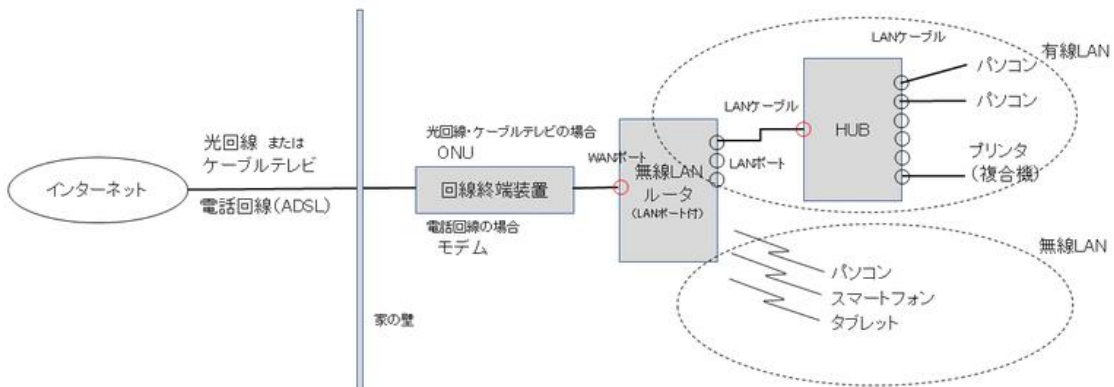 インターネット
光回線 または
ケーブルテレビ
電話回線(ADSL)
家の壁
光回線・ケーブルテレビの場合
ONU
回線終端装置
電話回線の場合
モデム
WANポート
無線LAN
ルータ
(LANポート付)
LANポート
LANケーブル
HUB
LANケーブル
有線LAN
パソコン
パソコン
プリンタ
(複合機)
無線LAN
パソコン
スマートフォン
タブレット